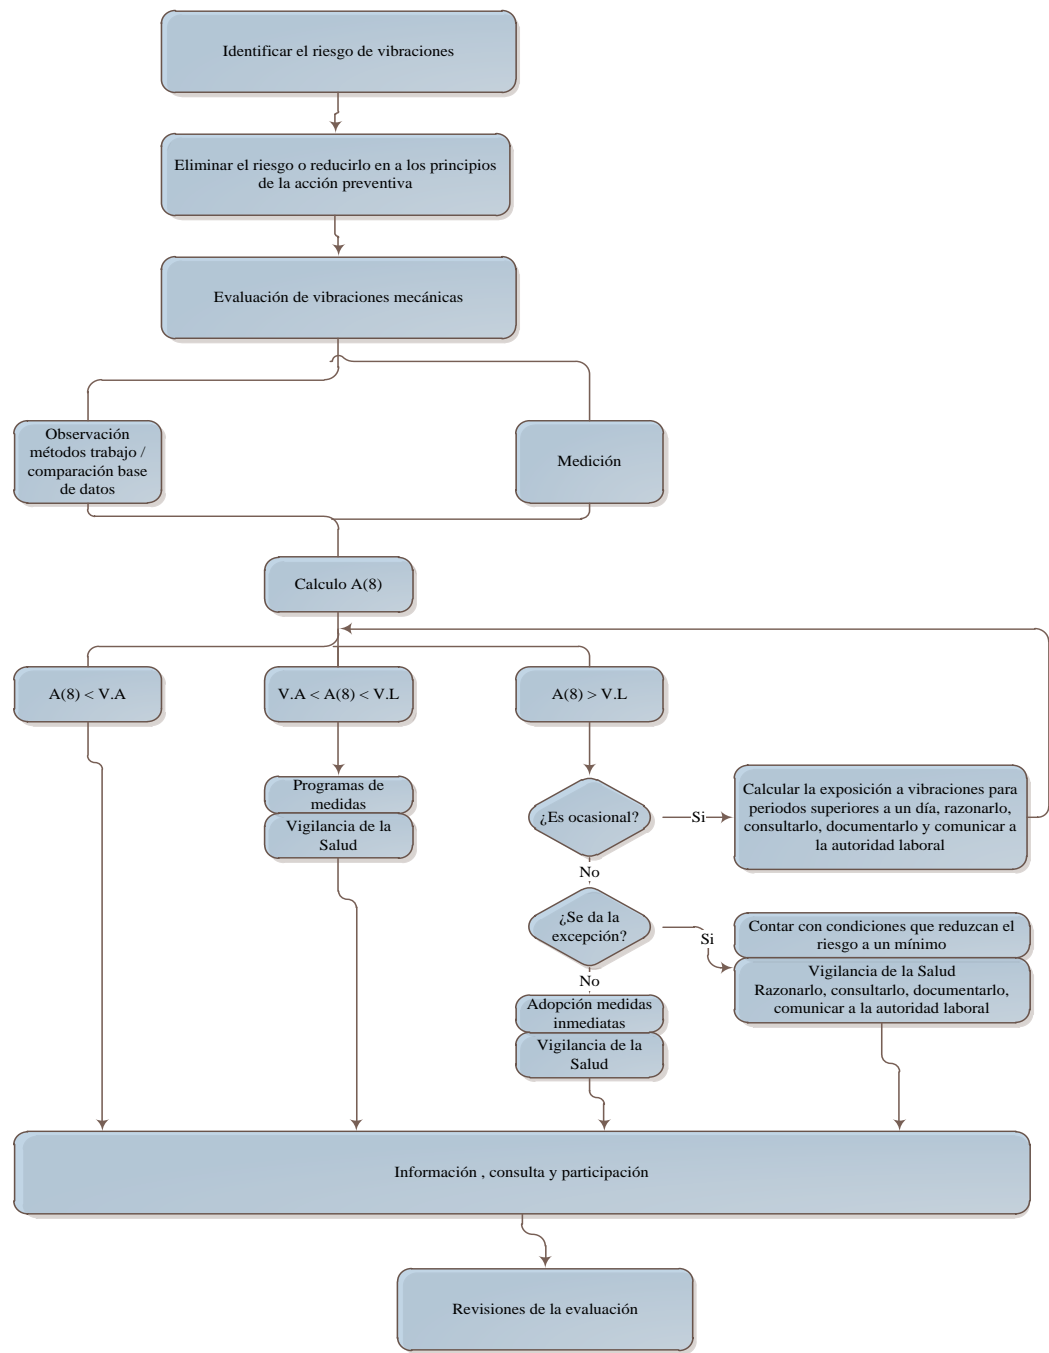 Identificar el riesgo de vibraciones
Eliminar el riesgo o reducirlo en a los principios
de la acción preventiva
Evaluación de vibraciones mecánicas
Observación
métodos trabajo /
comparación base
de datos
Medición
Calculo A(8)
A(8) < V.A
V.A < A(8) < V.L
A(8) > V.L
Programas de
medidas
Vigilancia de la
Salud
¿Es ocasional?
Si
Calcular la exposición a vibraciones para
periodos superiores a un día, razonarlo,
consultarlo, documentarlo y comunicar a
la autoridad laboral
No
¿Se da la
excepción?
Si
Contar con condiciones que reduzcan el
riesgo a un mínimo
Vigilancia de la Salud
Razonarlo, consultarlo, documentarlo,
comunicar a la autoridad laboral
No
Adopción medidas
inmediatas
Vigilancia de la
Salud
Información , consulta y participación
Revisiones de la evaluación